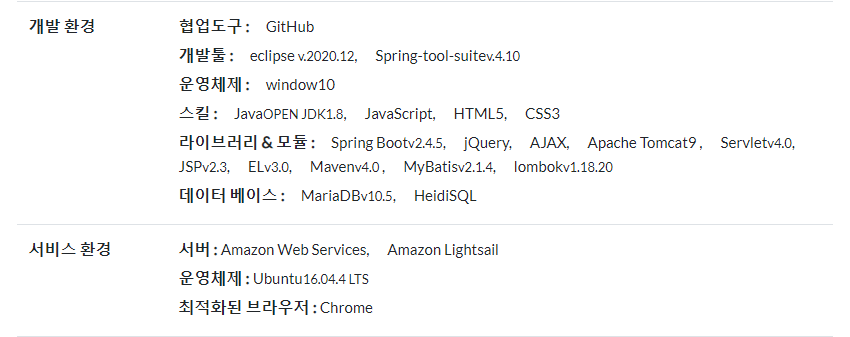 개발 환경
협업도구 : GitHub
개발툴 : eclipse v.2020.12, Spring-tool-suitev.4.10
운영체제 : window10
스킬 : JavaOPEN JDK1.8, JavaScript, HTML5, CSS3
라이브러리 & 모듈 : Spring Bootv2.4.5, jQuery, AJAX, Apache Tomcat9 , Servletv4.0,
JSPv2.3, ELv3.0, Mavenv4.0 , MyBatisv2.1.4, lombokv1.18.20
데이터 베이스 : MariaDBv10.5, HeidiSQL
서비스 환경
서버 : Amazon Web Services, Amazon Lightsail
운영체제 : Ubuntu16.04.4 LTS
최적화된 브라우저 : Chrome